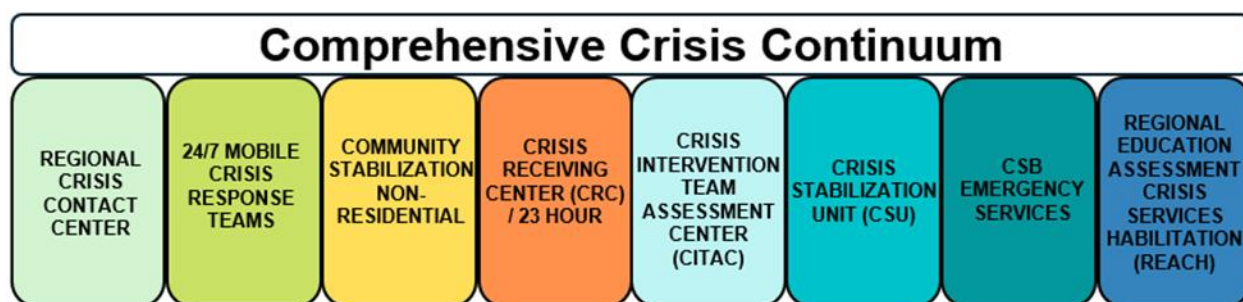 Comprehensive Crisis Continuum
REGIONAL
CRISIS
CONTACT
CENTER
24/7 MOBILE
CRISIS
RESPONSE
TEAMS
COMMUNITY
STABILIZATION
NON-
RESIDENTIAL
CRISIS
RECEIVING
CENTER (CRC)
/ 23 HOUR
CRISIS
INTERVENTION
TEAM
ASSESSMENT
CENTER
(CITAC)
CRISIS
STABILIZATION
UNIT (CSU)
CSB
EMERGENCY
SERVICES
REGIONAL
EDUCATION
ASSESSMENT
CRISIS
SERVICES
HABILITATION
(REACH)